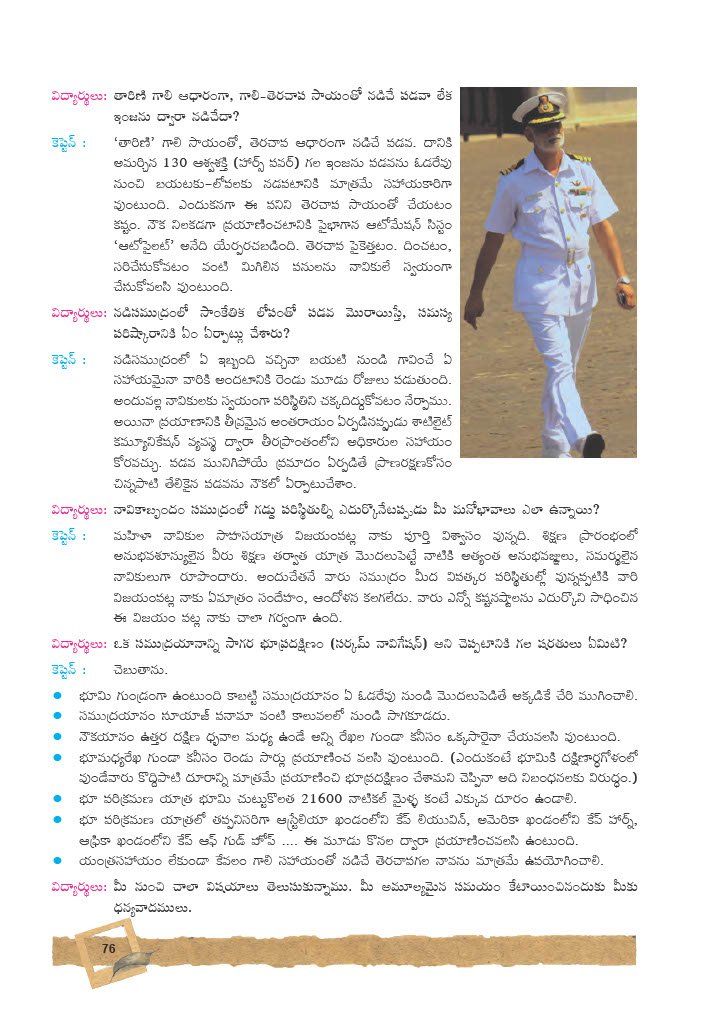 విద్యార్థులు: తారిణి గాలి ఆధారంగా, గాలి-తెరచాప సాయంతో నడిచే పడవా లేక
ఇంజను ద్వారా నడిచేదా?
కెప్టెన్ : 'తారిణి' గాలి సాయంతో, తెరచాప ఆధారంగా నడిచే పడవ. దానికి
అమర్చిన 130 ఆశ్వశక్తి (హార్స్ పవర్) గల ఇంజను పడవను ఓడరేవు
నుంచి బయటకు-లోపలకు నడపటానికి మాత్రమే సహాయకారిగా
వుంటుంది. ఎందుకనగా ఈ పనిని తెరచాప సాయంతో చేయటం
కష్టం. నౌక నిలకడగా ప్రయాణించటానికి పైభాగాన ఆటోమేషన్ సిస్టం
'ఆటోపైలట్' అనేది యేర్పరచబడింది. తెరచాప పైకెత్తటం. దించటం,
సరిచేసుకోవటం వంటి మిగిలిన పనులను నావికులే స్వయంగా
చేసుకోవలసి వుంటుంది.
విద్యార్థులు: నడిసముద్రంలో సాంకేతిక లోపంతో పడవ మొరాయిస్తే, సమస్య
పరిష్కారానికి ఏం ఏర్పాట్లు చేశారు?
కెప్టెన్ : నడిసముద్రంలో ఏ ఇబ్బంది వచ్చినా బయటి నుండి గావించే ఏ
సహాయమైనా వారికి అందటానికి రెండు మూడు రోజులు పడుతుంది.
అందువల్ల నావికులకు స్వయంగా పరిస్థితిని చక్కదిద్దుకోవటం నేర్పాము.
అయినా ప్రయాణానికి తీవ్రమైన అంతరాయం ఏర్పడినప్పుడు శాటిలైట్
కమ్యూనికేషన్ వ్యవస్థ ద్వారా తీరప్రాంతంలోని అధికారుల సహాయం
కోరవచ్చు. పడవ మునిగిపోయే ప్రమాదం ఏర్పడితే ప్రాణరక్షణకోసం
చిన్నపాటి తేలికైన పడవను నౌకలో ఏర్పాటుచేశాం.
విద్యార్థులు: నావికాబృందం సముద్రంలో గడ్డు పరిస్థితుల్ని ఎదుర్కొనేటప్పుడు మీ మనోభావాలు ఎలా ఉన్నాయి?
కెప్టెన్ : మహిళా నావికుల సాహసయాత్ర విజయంపట్ల నాకు పూర్తి విశ్వాసం వున్నది. శిక్షణ ప్రారంభంలో
అనుభవశూన్యులైన వీరు శిక్షణ తర్వాత యాత్ర మొదలుపెట్టే నాటికి అత్యంత అనుభవజ్ఞులు, సమర్థులైన
నావికులుగా రూపొందారు. అందుచేతనే వారు సముద్రం మీద విపత్కర పరిస్థితుల్లో వున్నప్పటికి వారి
విజయంపట్ల నాకు ఏమాత్రం సందేహం, ఆందోళన కలగలేదు. వారు ఎన్నో కష్టనష్టాలను ఎదుర్కొని సాధించిన
ఈ విజయం పట్ల నాకు చాలా గర్వంగా ఉంది.
విద్యార్థులు: ఒక సముద్రయానాన్ని సాగర భూప్రదక్షిణం (సర్కమ్ నావిగేషన్) అని చెప్పటానికి గల షరతులు ఏమిటి?
కెప్టెన్ : చెబుతాను.
● భూమి గుండ్రంగా ఉంటుంది కాబట్టి సముద్రయానం ఏ ఓడరేవు నుండి మొదలుపెడితే అక్కడికే చేరి ముగించాలి.
● సముద్రయానం సూయాజ్ పనామా వంటి కాలువలలో నుండి సాగకూడదు.
● నౌకయానం ఉత్తర దక్షిణ ధృవాల మధ్య ఉండే అన్ని రేఖల గుండా కనీసం ఒక్కసారైనా చేయవలసి వుంటుంది.
● భూమధ్యరేఖ గుండా కనీసం రెండు సార్లు ప్రయాణించ వలసి వుంటుంది. (ఎందుకంటే భూమికి దక్షిణార్థగోళంలో
వుండేవారు కొద్దిపాటి దూరాన్ని మాత్రమే ప్రయాణించి భూప్రదక్షిణం చేశామని చెప్పినా అది నిబంధనలకు విరుద్ధం.)
● భూ పరిక్రమణ యాత్ర భూమి చుట్టుకొలత 21600 నాటికల్ మైళ్ళ కంటే ఎక్కువ దూరం ఉండాలి.
● భూ పరిక్రమణ యాత్రలో తప్పనిసరిగా ఆస్ట్రేలియా ఖండంలోని కేప్ లియువిన్, అమెరికా ఖండంలోని కేప్ హార్న్,
ఆఫ్రికా ఖండంలోని కేప్ ఆఫ్ గుడ్ హోప్ .... ఈ మూడు కొనల ద్వారా ప్రయాణించవలసి ఉంటుంది.
● యంత్రసహాయం లేకుండా కేవలం గాలి సహాయంతో నడిచే తెరచాపగల నావను మాత్రమే ఉపయోగించాలి.
విద్యార్థులు: మీ నుంచి చాలా విషయాలు తెలుసుకున్నాము. మీ అమూల్యమైన సమయం కేటాయించినందుకు మీకు
ధన్యవాదములు.
76